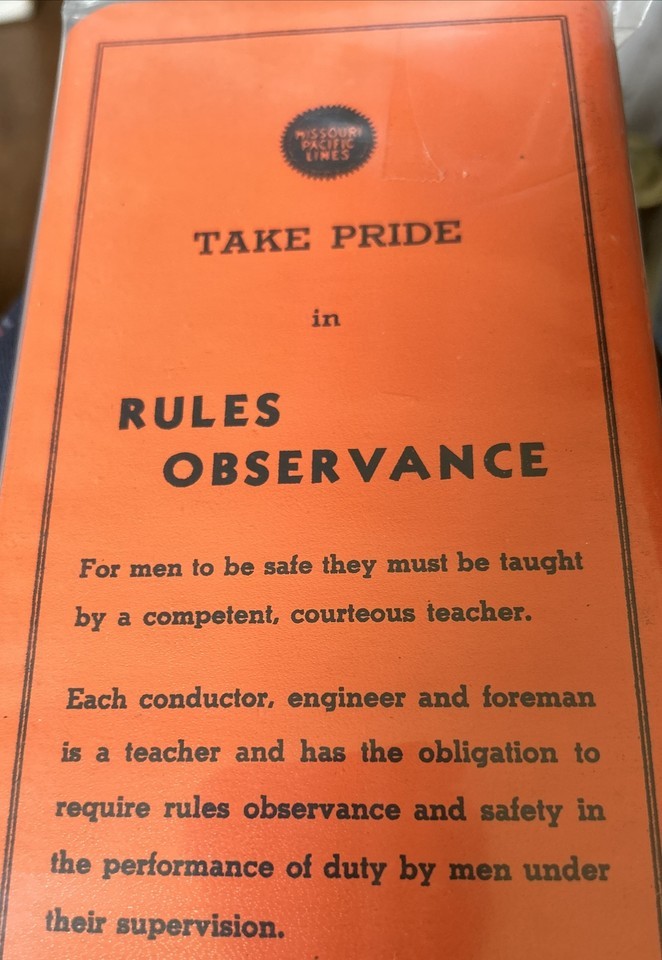 MISSOURI
PACIFIC
LINES
TAKE PRIDE
in
RULES
OBSERVANCE
For men to be safe they must be taught
by a competent, courteous teacher.
Each conductor, engineer and foreman
is a teacher and has the obligation to
require rules observance and safety in
the performance of duty by men under
their supervision.